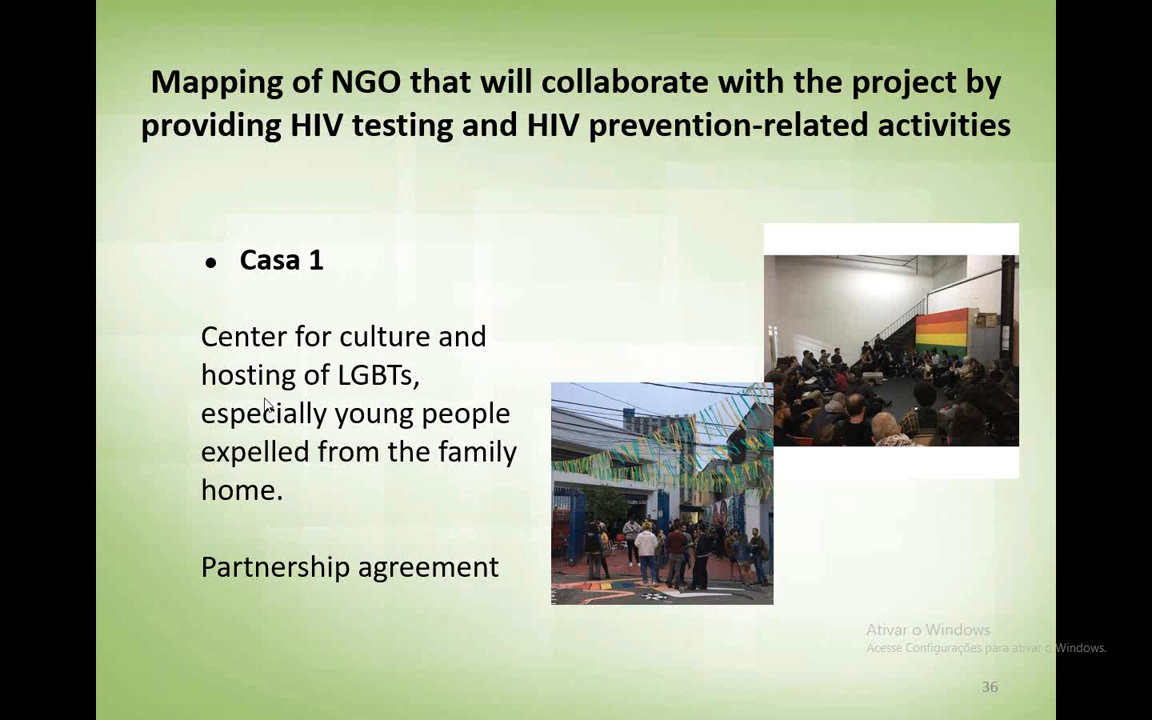 Mapping of NGO that will collaborate with the project by
providing HIV testing and HIV prevention-related activities
● Casa 1
Center for culture and
hosting of LGBTs,
especially young people
expelled from the family
home.
Partnership agreement
Ativar o Windows
Acesse Configurações para ativar o Windows.
36